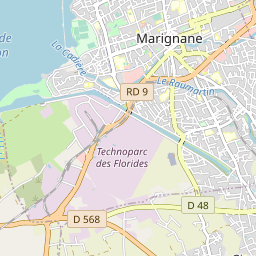 Marignane
La Cadière
Le Raumartin
RD 9
Technoparc
des Florides
D 48
D 568